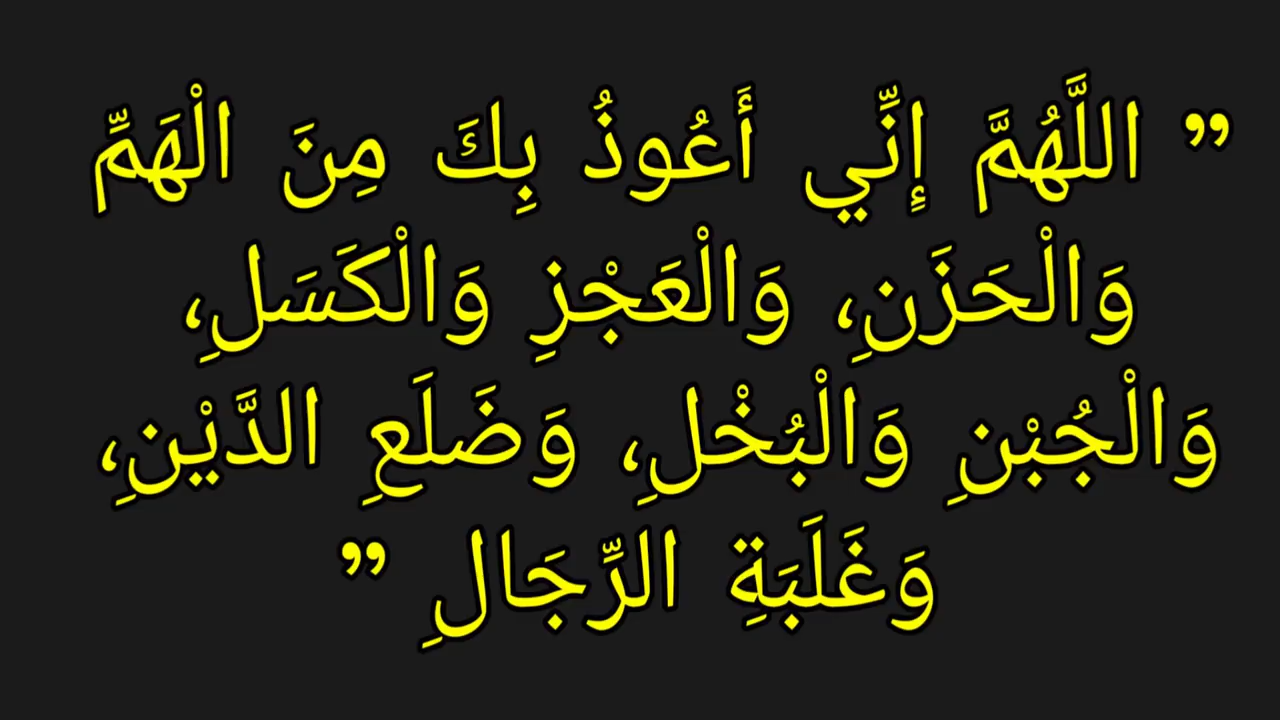 ” اللَّهُمَّ إِنِّي أَعُوذُ بِكَ مِنَ الْهَمِّ
وَالْحَزَنِ، وَالْعَجْزِ وَالْكَسَلِ،
وَالْجُبْنِ وَالْبُخْلِ، وَضَلَعِ الدَّيْنِ،
وَغَلَبَةِ الرِّجَالِ ”